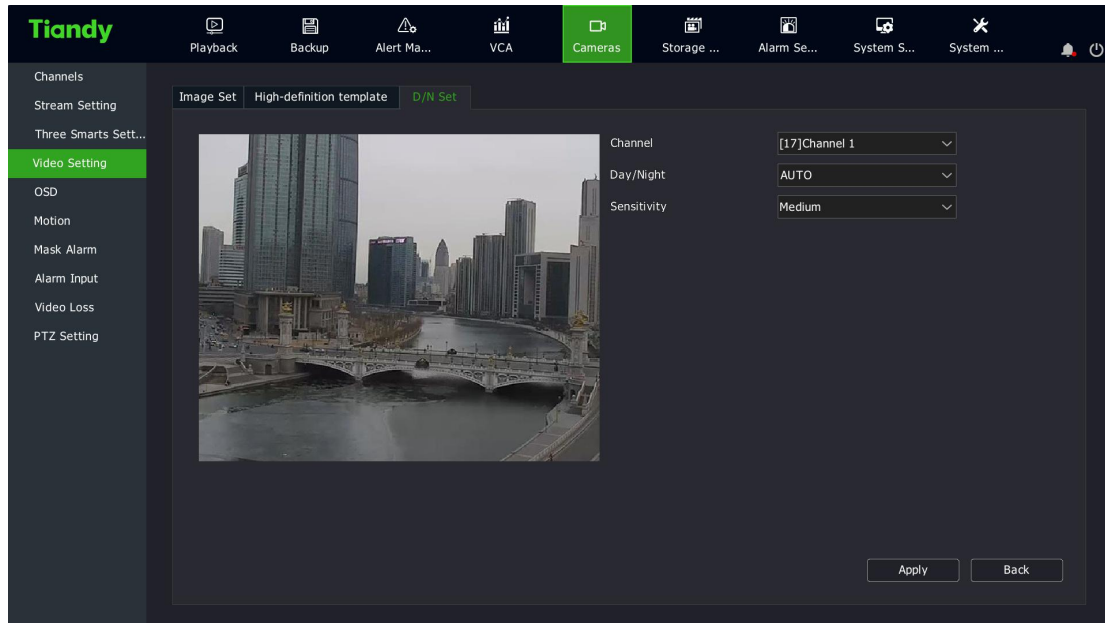 Tiandy
Playback
Backup
Alert Ma...
VCA
Cameras
Storage ...
Alarm Se...
System S...
System ...
Channels
Stream Setting
Three Smarts Sett...
Video Setting
OSD
Motion
Mask Alarm
Alarm Input
Video Loss
PTZ Setting
Image Set
High-definition template
D/N Set
Channel
[17]Channel 1
Day/Night
AUTO
Sensitivity
Medium
Apply
Back